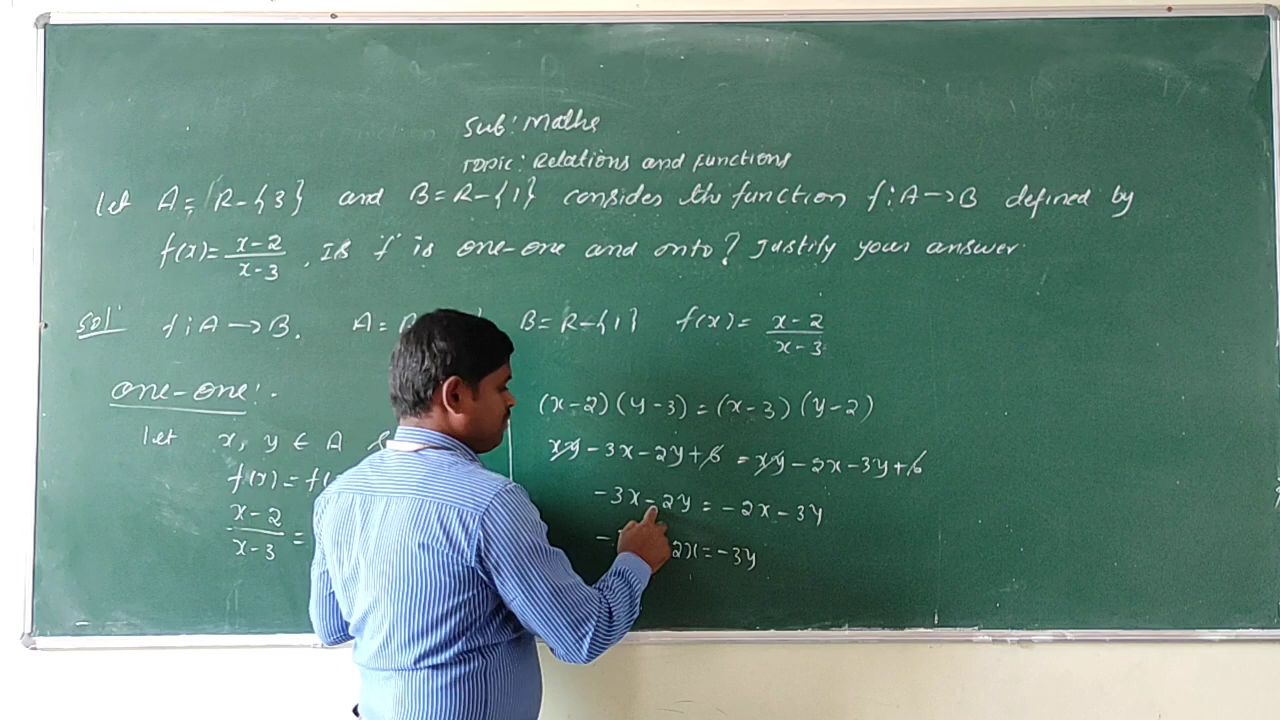 Sub: Maths
Topic: Relations and functions
Let A = R-{3} and B = R-{1} consider the function f: A→B defined by
f(x) = x-2/x-3. Is f is one-one and onto? Justify your answer.
Sol: f: A→B. A = B = R-{1} f(x) = x-2/x-3
one-one:-
let x, y ∈ A
f(x) = f(
x-2/x-3 =
(x-2)(y-3) = (x-3)(y-2)
xy - 3x - 2y + 6 = xy - 2x - 3y + 6
-3x - 2y = -2x - 3y
2x = -3y